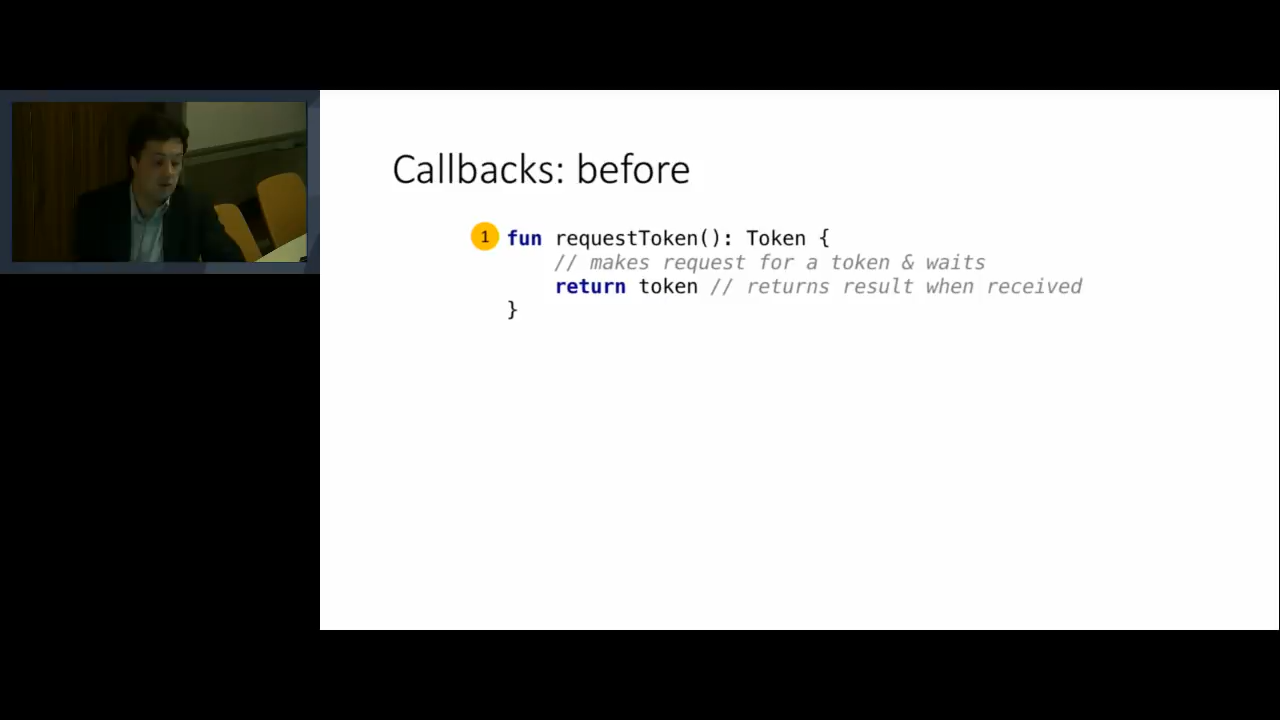 Callbacks: before
1 fun requestToken(): Token {
// makes request for a token & waits
return token // returns result when received
}